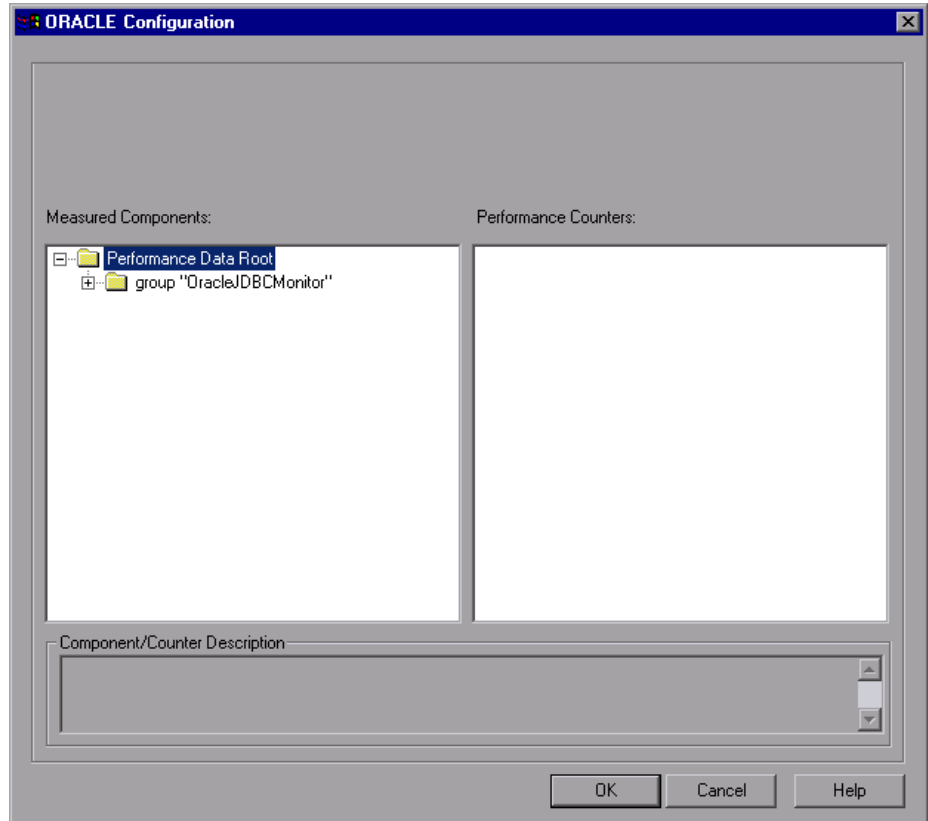 ORACLE Configuration
Measured Components:
Performance Counters:
Performance Data Root
group "OracleJDBCMonitor"
Component/Counter Description
OK
Cancel
Help